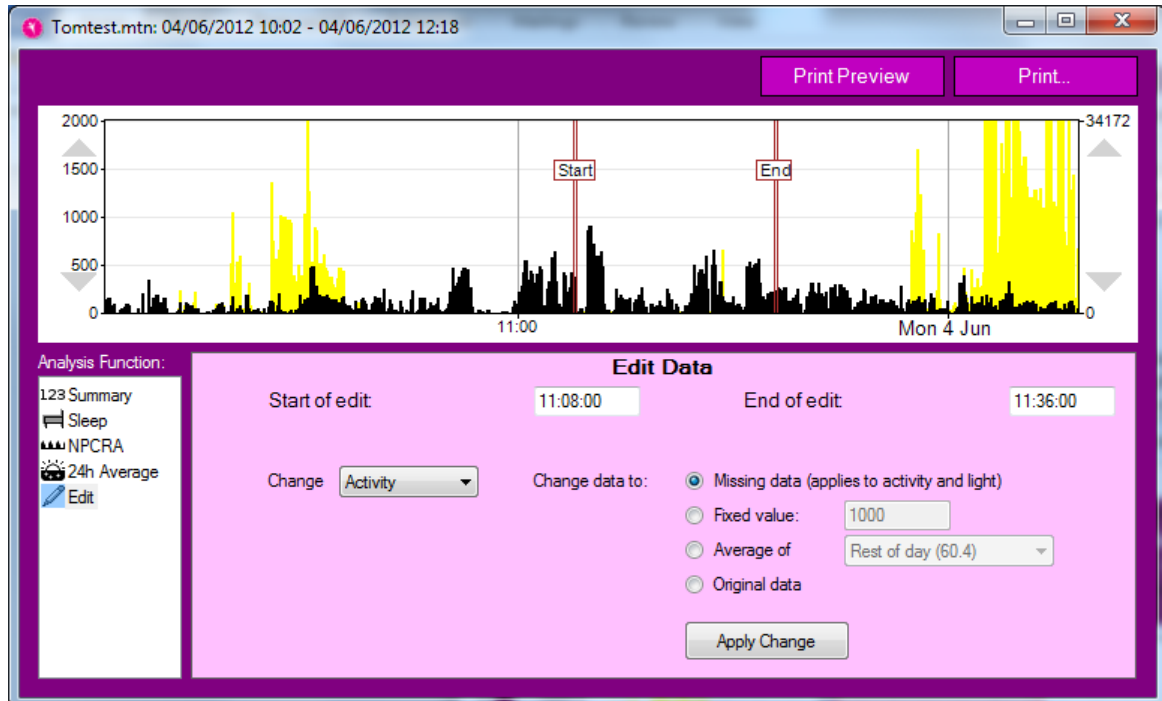 Tomtest.mtn: 04/06/2012 10:02 - 04/06/2012 12:18
Print Preview
Print...
2000
34172
1500
Start
End
1000
500
0
0
11:00
Mon 4 Jun
Analysis Function:
Edit Data
123 Summary
Start of edit:
11:08:00
End of edit:
11:36:00
Sleep
NPCRA
24h Average
Edit
Change
Activity
Change data to:
Missing data (applies to activity and light)
Fixed value:
1000
Average of
Rest of day (60.4)
Original data
Apply Change